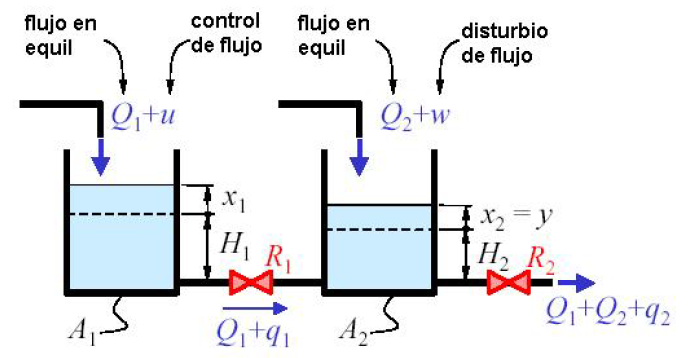 flujo en
equil
control
de flujo
flujo en
equil
disturbio
de flujo
Q₁+u
Q₂+w
x₁
H₁
R₁
x₂ = y
H₂
R₂
A₁
Q₁+q₁
A₂
Q₁+Q₂+q₂